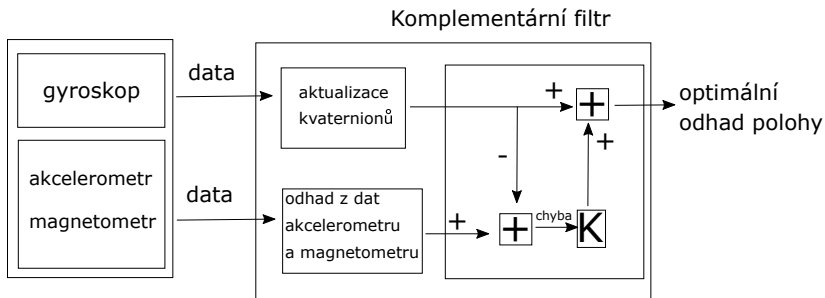 Komplementární filtr
gyroskop
data
aktualizace
kvaternionů
+
+
optimální
odhad polohy
-
+
akcelerometr
magnetometr
data
odhad z dat
akcelerometru
a magnetometru
+
+
chyba
K